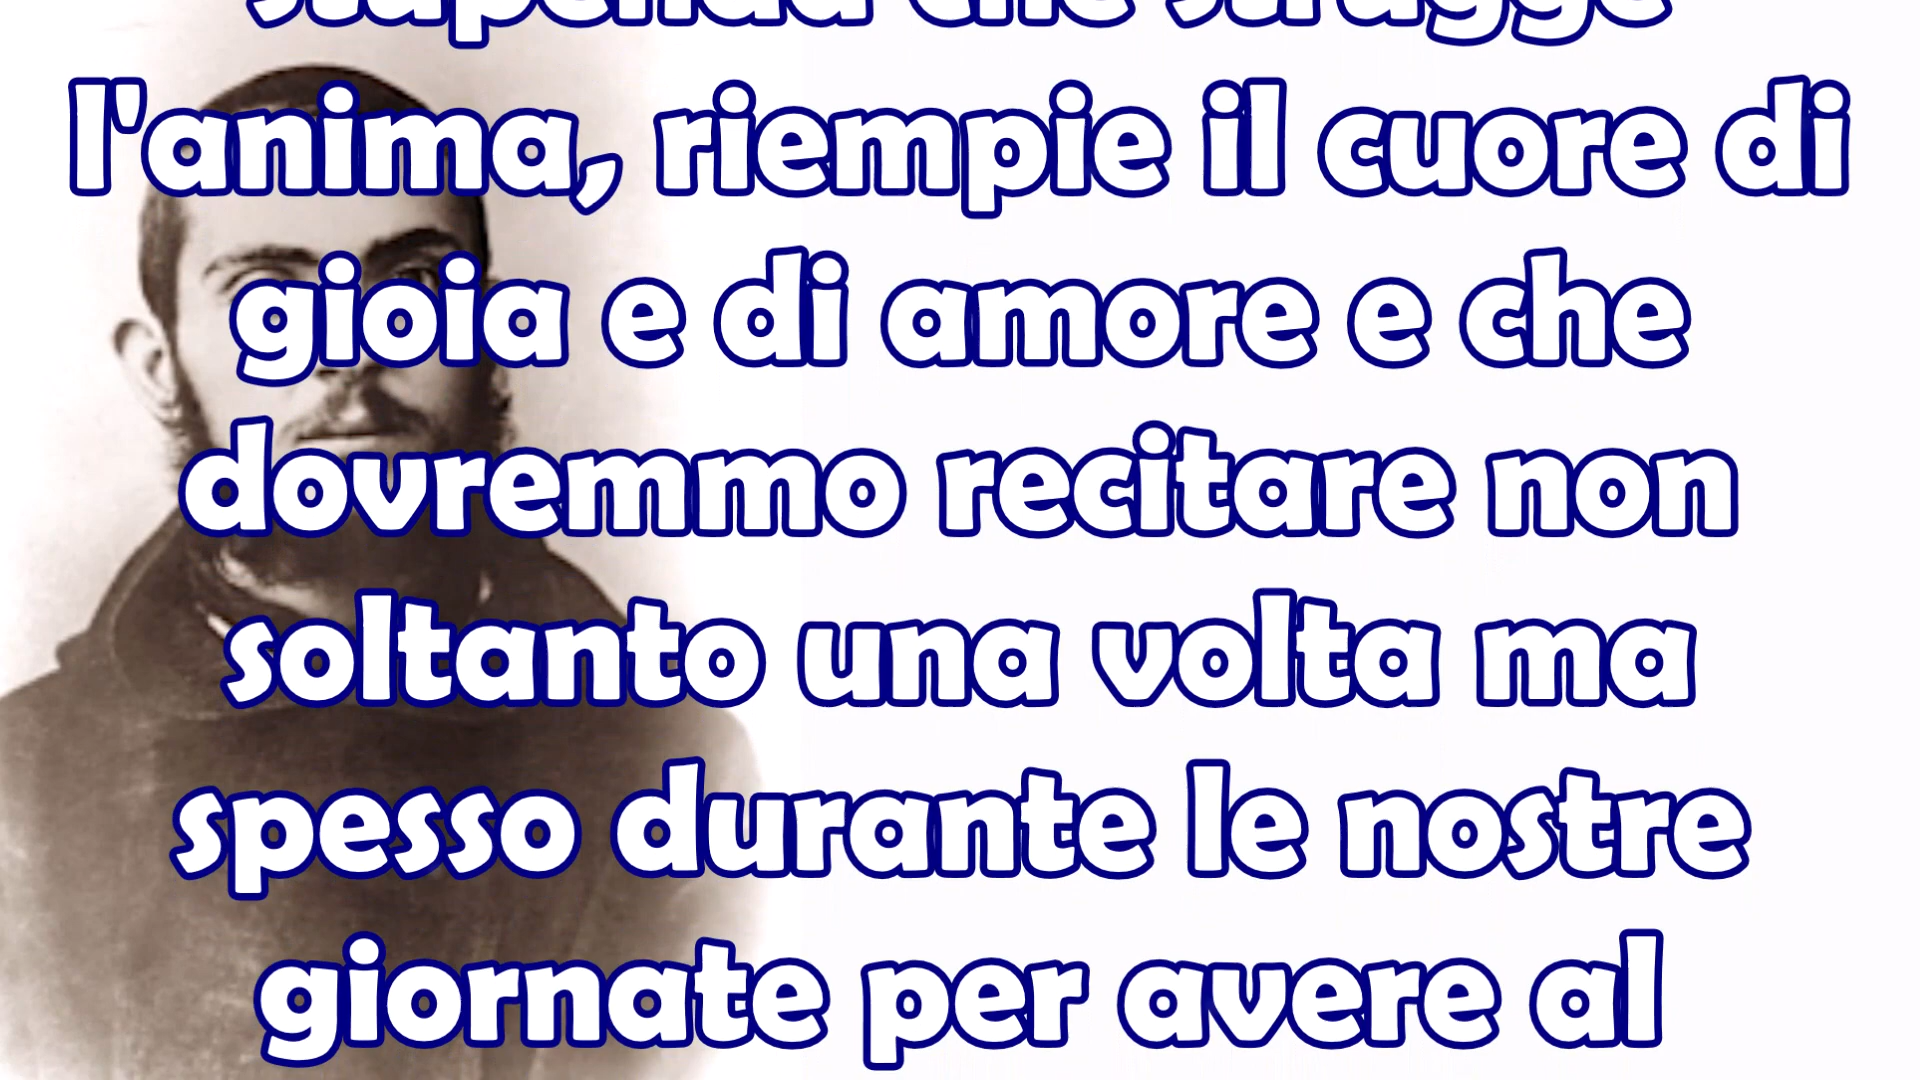 stupenda che strugge
l'anima, riempie il cuore di
gioia e di amore e che
dovremmo recitare non
soltanto una volta ma
spesso durante le nostre
giornate per avere al